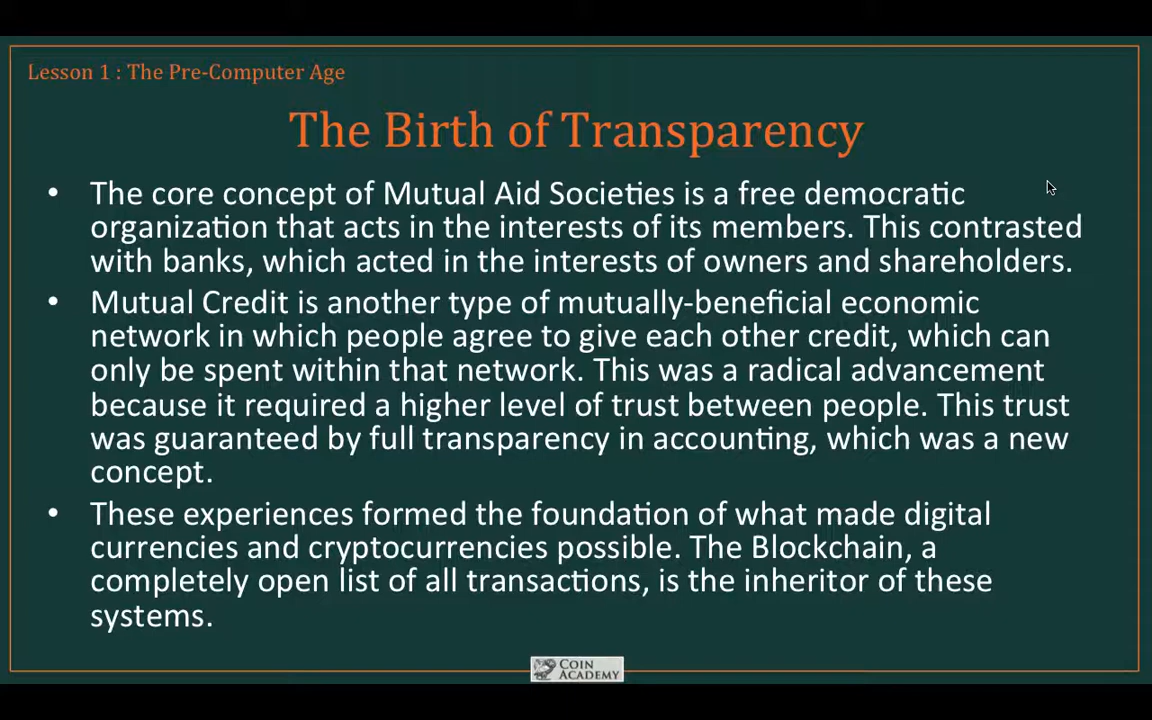 Lesson 1 : The Pre-Computer Age
The Birth of Transparency
• The core concept of Mutual Aid Societies is a free democratic
organization that acts in the interests of its members. This contrasted
with banks, which acted in the interests of owners and shareholders.
• Mutual Credit is another type of mutually-beneficial economic
network in which people agree to give each other credit, which can
only be spent within that network. This was a radical advancement
because it required a higher level of trust between people. This trust
was guaranteed by full transparency in accounting, which was a new
concept.
• These experiences formed the foundation of what made digital
currencies and cryptocurrencies possible. The Blockchain, a
completely open list of all transactions, is the inheritor of these
systems.
COIN
ACADEMY